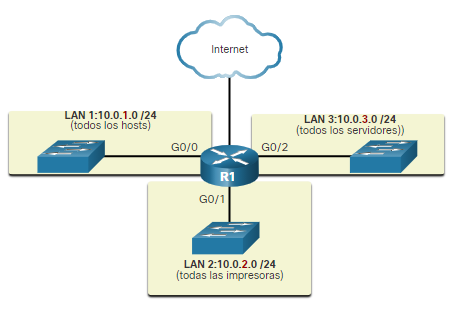 Internet
LAN 1:10.0.1.0 /24
(todos los hosts)
LAN 3:10.0.3.0 /24
(todos los servidores))
G0/0
G0/2
R1
G0/1
LAN 2:10.0.2.0 /24
(todas las impresoras)